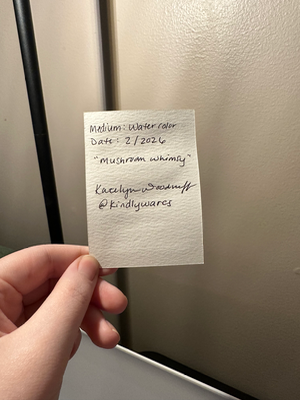 Medium: Watercolor
Date: 2/2026
"Mushroom whimsy"
Katelyn Woodruff
@kindlywares